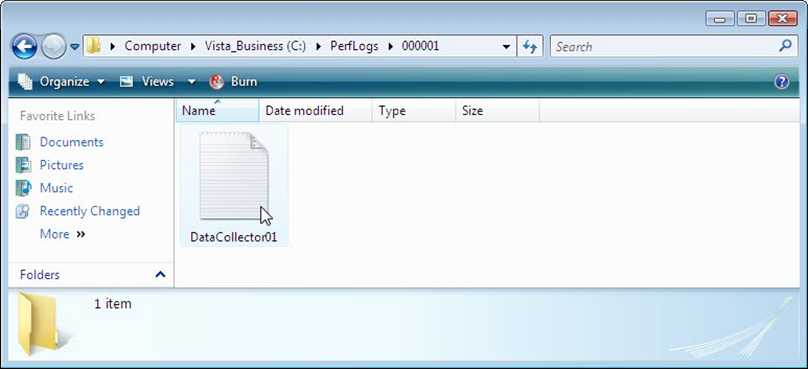 Computer Vista_Business (C:) PerfLogs 000001 Search
Organize Views Burn
Favorite Links
Documents
Pictures
Music
Recently Changed
More »
Folders
Name Date modified Type Size
DataCollector01
1 item